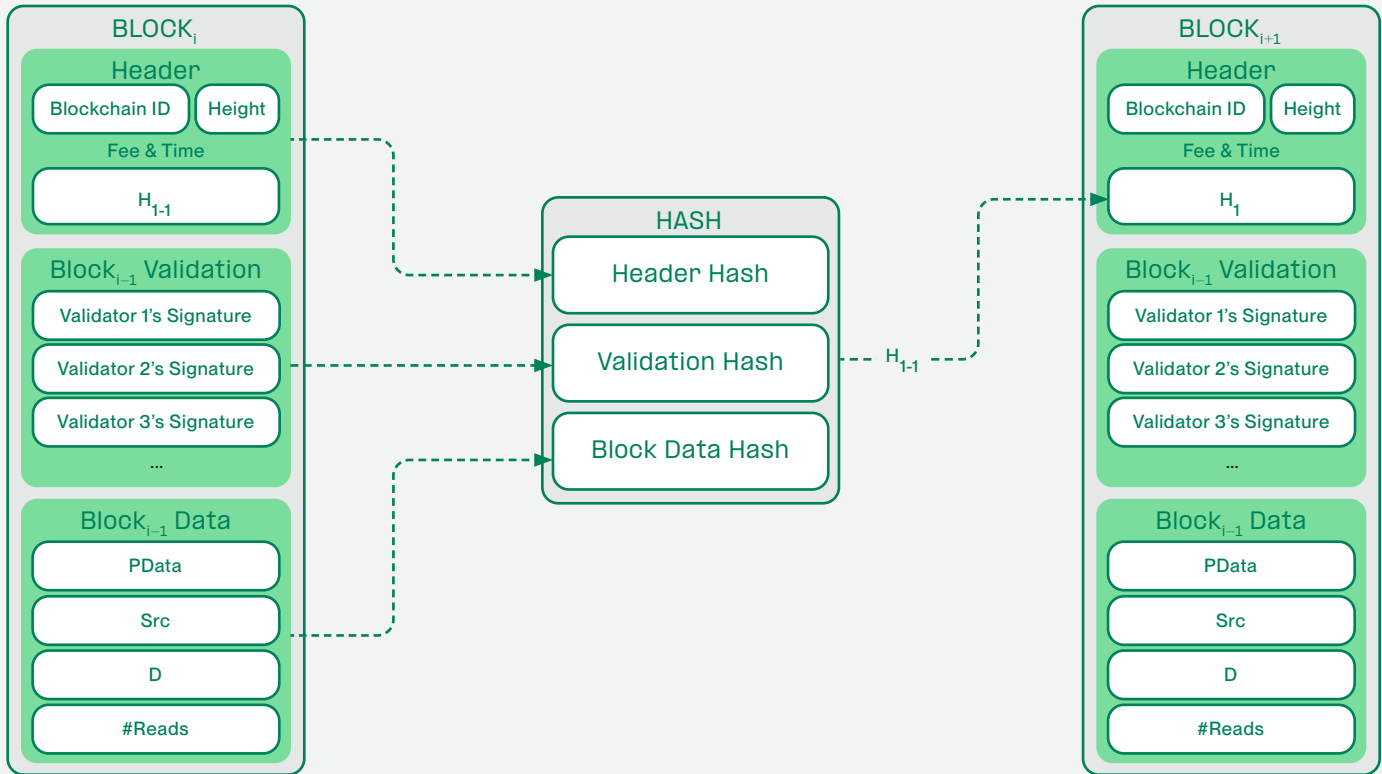 BLOCKᵢ
Header
Blockchain ID
Height
Fee & Time
H₁₋₁
Blockᵢ₋₁ Validation
Validator 1's Signature
Validator 2's Signature
Validator 3's Signature
...
Blockᵢ₋₁ Data
PData
Src
D
#Reads
HASH
Header Hash
Validation Hash
Block Data Hash
H₁₋₁
BLOCKᵢ₊₁
Header
Blockchain ID
Height
Fee & Time
H₁
Blockᵢ₋₁ Validation
Validator 1's Signature
Validator 2's Signature
Validator 3's Signature
...
Blockᵢ₋₁ Data
PData
Src
D
#Reads